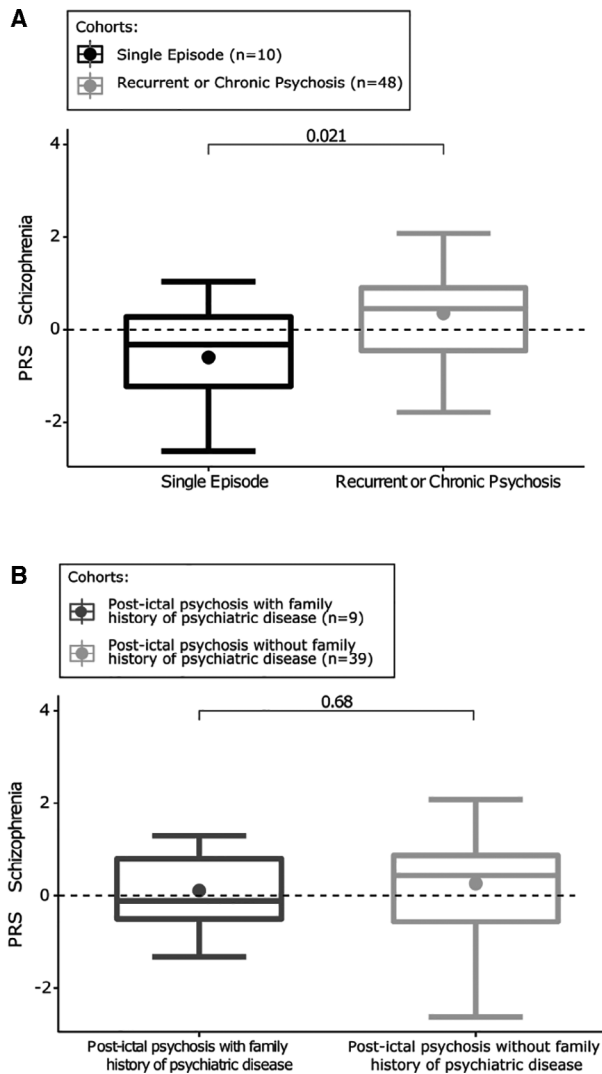 A
Cohorts:
Single Episode (n=10)
Recurrent or Chronic Psychosis (n=48)
0.021
4
2
0
-2
PRS Schizophrenia
Single Episode
Recurrent or Chronic Psychosis
B
Cohorts:
Post-ictal psychosis with family
history of psychiatric disease (n=9)
Post-ictal psychosis without family
history of psychiatric disease (n=39)
0.68
4
2
0
-2
PRS Schizophrenia
Post-ictal psychosis with family
history of psychiatric disease
Post-ictal psychosis without family
history of psychiatric disease